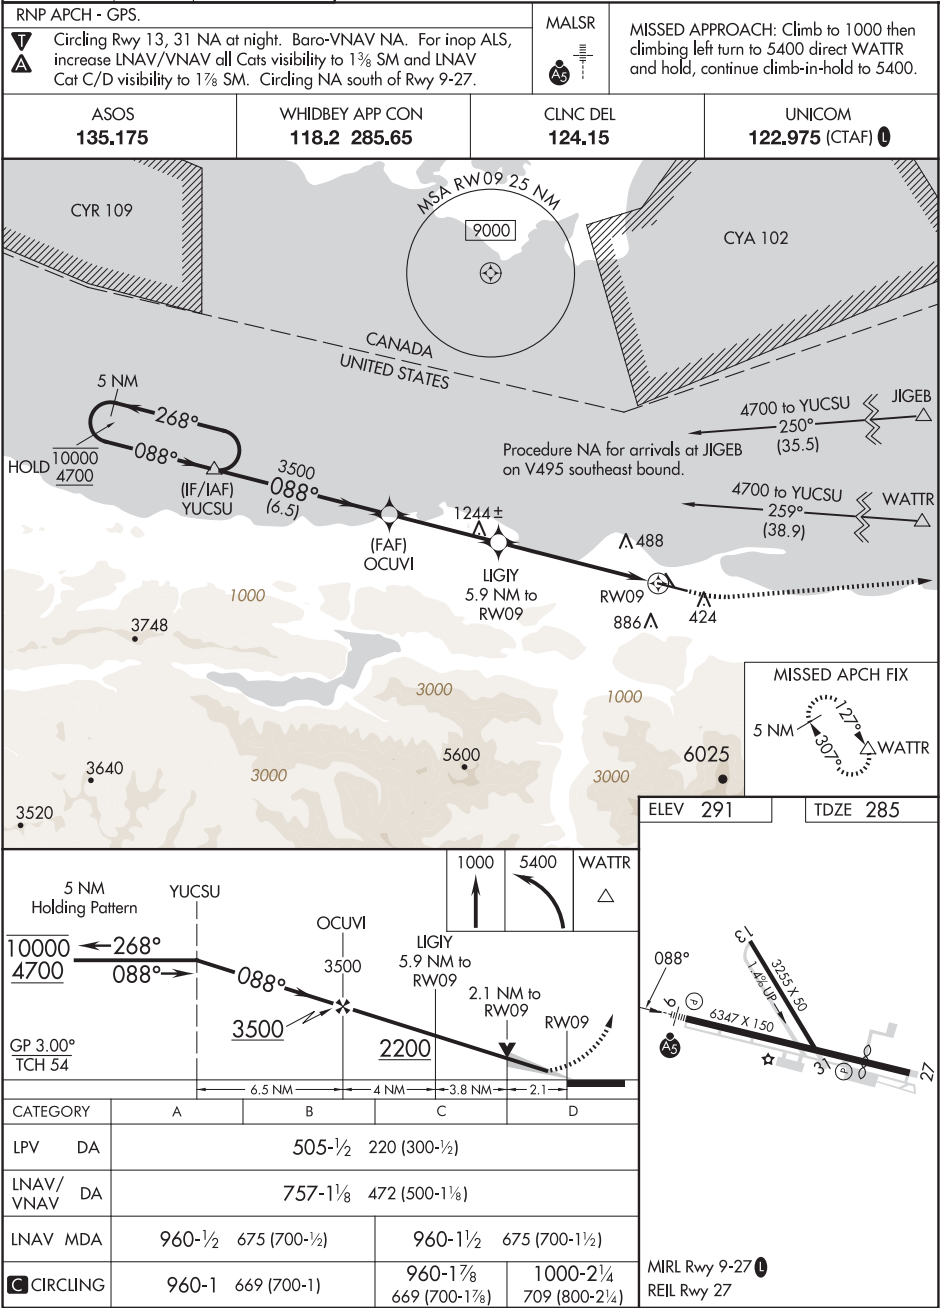 RNP APCH - GPS.
T
A
Circling Rwy 13, 31 NA at night. Baro-VNAV NA. For inop ALS,
increase LNAV/VNAV all Cats visibility to 1⅜ SM and LNAV
Cat C/D visibility to 1⅞ SM. Circling NA south of Rwy 9-27.
MALSR
A5
MISSED APPROACH: Climb to 1000 then
climbing left turn to 5400 direct WATTR
and hold, continue climb-in-hold to 5400.
ASOS
135.175
WHIDBEY APP CON
118.2 285.65
CLNC DEL
124.15
UNICOM
122.975 (CTAF) L
CYR 109
MSA RW09 25 NM
9000
CYA 102
CANADA
UNITED STATES
5 NM
268°
088°
HOLD
10000
4700
(IF/IAF)
YUCSU
3500
088°
(6.5)
(FAF)
OCUVI
1244±
LIGIY
5.9 NM to
RW09
488
RW09
886
424
4700 to YUCSU
250°
(35.5)
JIGEB
Procedure NA for arrivals at JIGEB
on V495 southeast bound.
4700 to YUCSU
259°
(38.9)
WATTR
1000
3748
3000
1000
5600
6025
3640
3000
3000
3520
MISSED APCH FIX
5 NM
127°
307°
WATTR
ELEV 291
TDZE 285
088°
9
P
A5
6347 X 150
13
1.4% UP
3255 X 50
31
P
27
MIRL Rwy 9-27 L
REIL Rwy 27
1000
5400
WATTR
5 NM
Holding Pattern
YUCSU
10000
4700
268°
088°
088°
OCUVI
3500
3500
LIGIY
5.9 NM to
RW09
2200
2.1 NM to
RW09
RW09
GP 3.00°
TCH 54
6.5 NM
4 NM
3.8 NM
2.1
CATEGORY A B C D
LPV DA 505-½ 220 (300-½)
LNAV/
VNAV DA 757-1⅛ 472 (500-1⅛)
LNAV MDA 960-½ 675 (700-½) 960-1½ 675 (700-1½)
C CIRCLING 960-1 669 (700-1) 960-1⅞ 669 (700-1⅞) 1000-2¼ 709 (800-2¼)